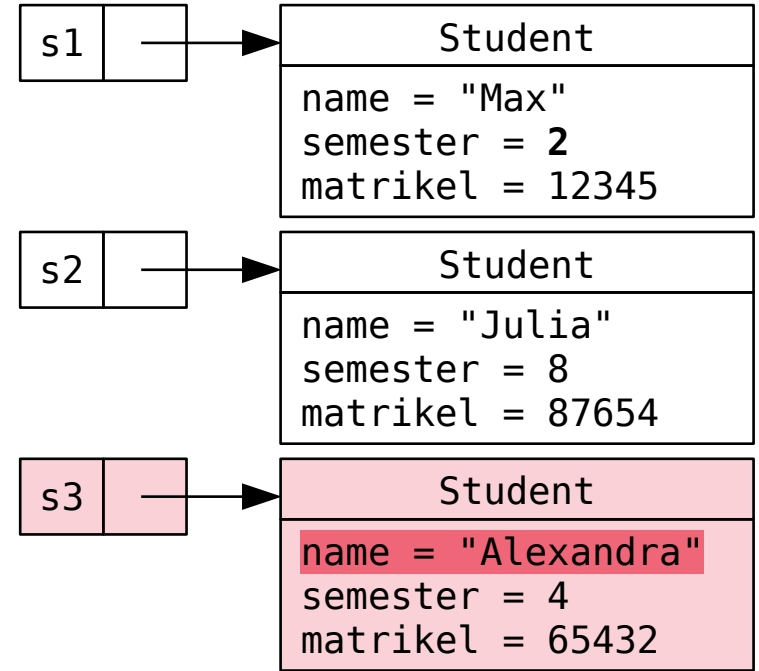 s1
Student
name = "Max"
semester = 2
matrikel = 12345
s2
Student
name = "Julia"
semester = 8
matrikel = 87654
s3
Student
name = "Alexandra"
semester = 4
matrikel = 65432